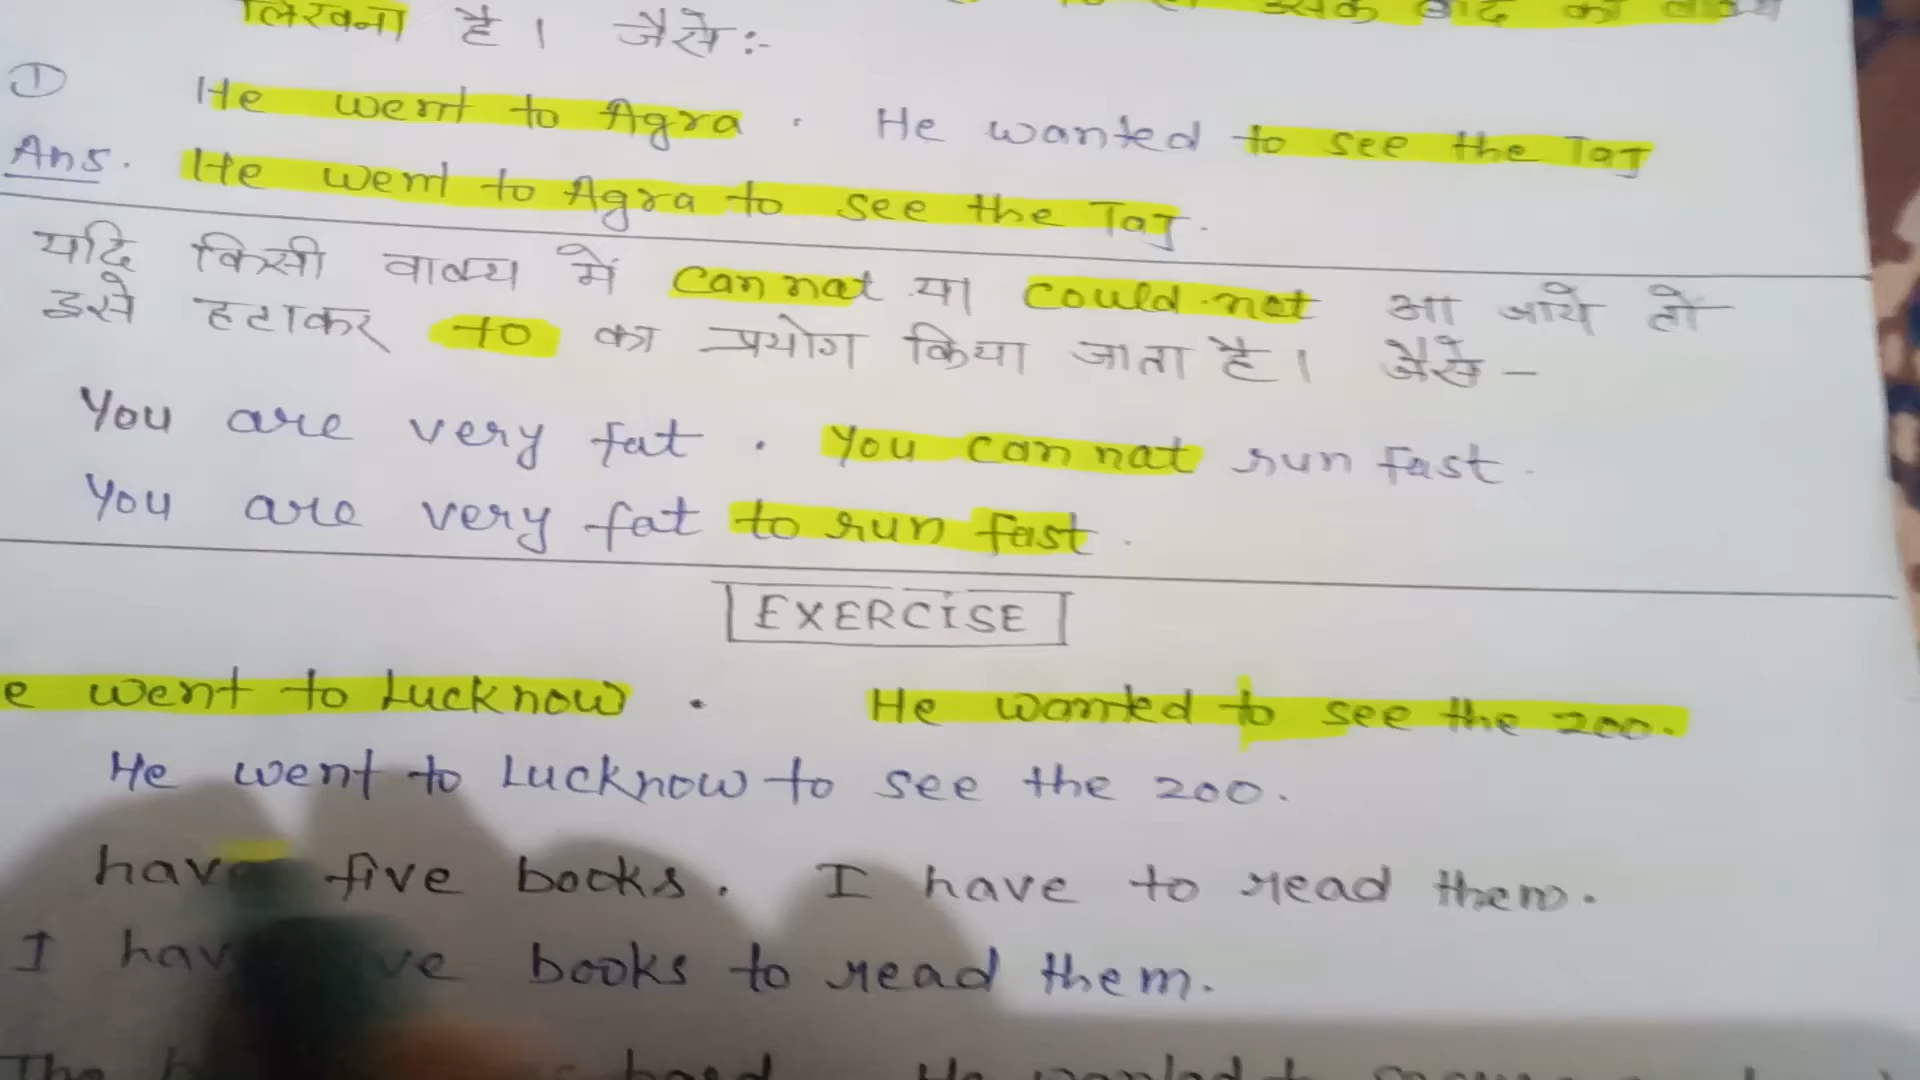 लिखना है। जैसे:-
① He went to Agra. He wanted to see the Taj
Ans. He went to Agra to see the Taj.
यदि किसी वाक्य में can not या could not आ जाये तो
इसे हटाकर to का प्रयोग किया जाता है। जैसे -
You are very fat. You can not run fast.
You are very fat to run fast.
EXERCISE
e went to Lucknow. He wanted to see the zoo.
He went to Lucknow to see the zoo.
have five books. I have to read them.
I books to read them.